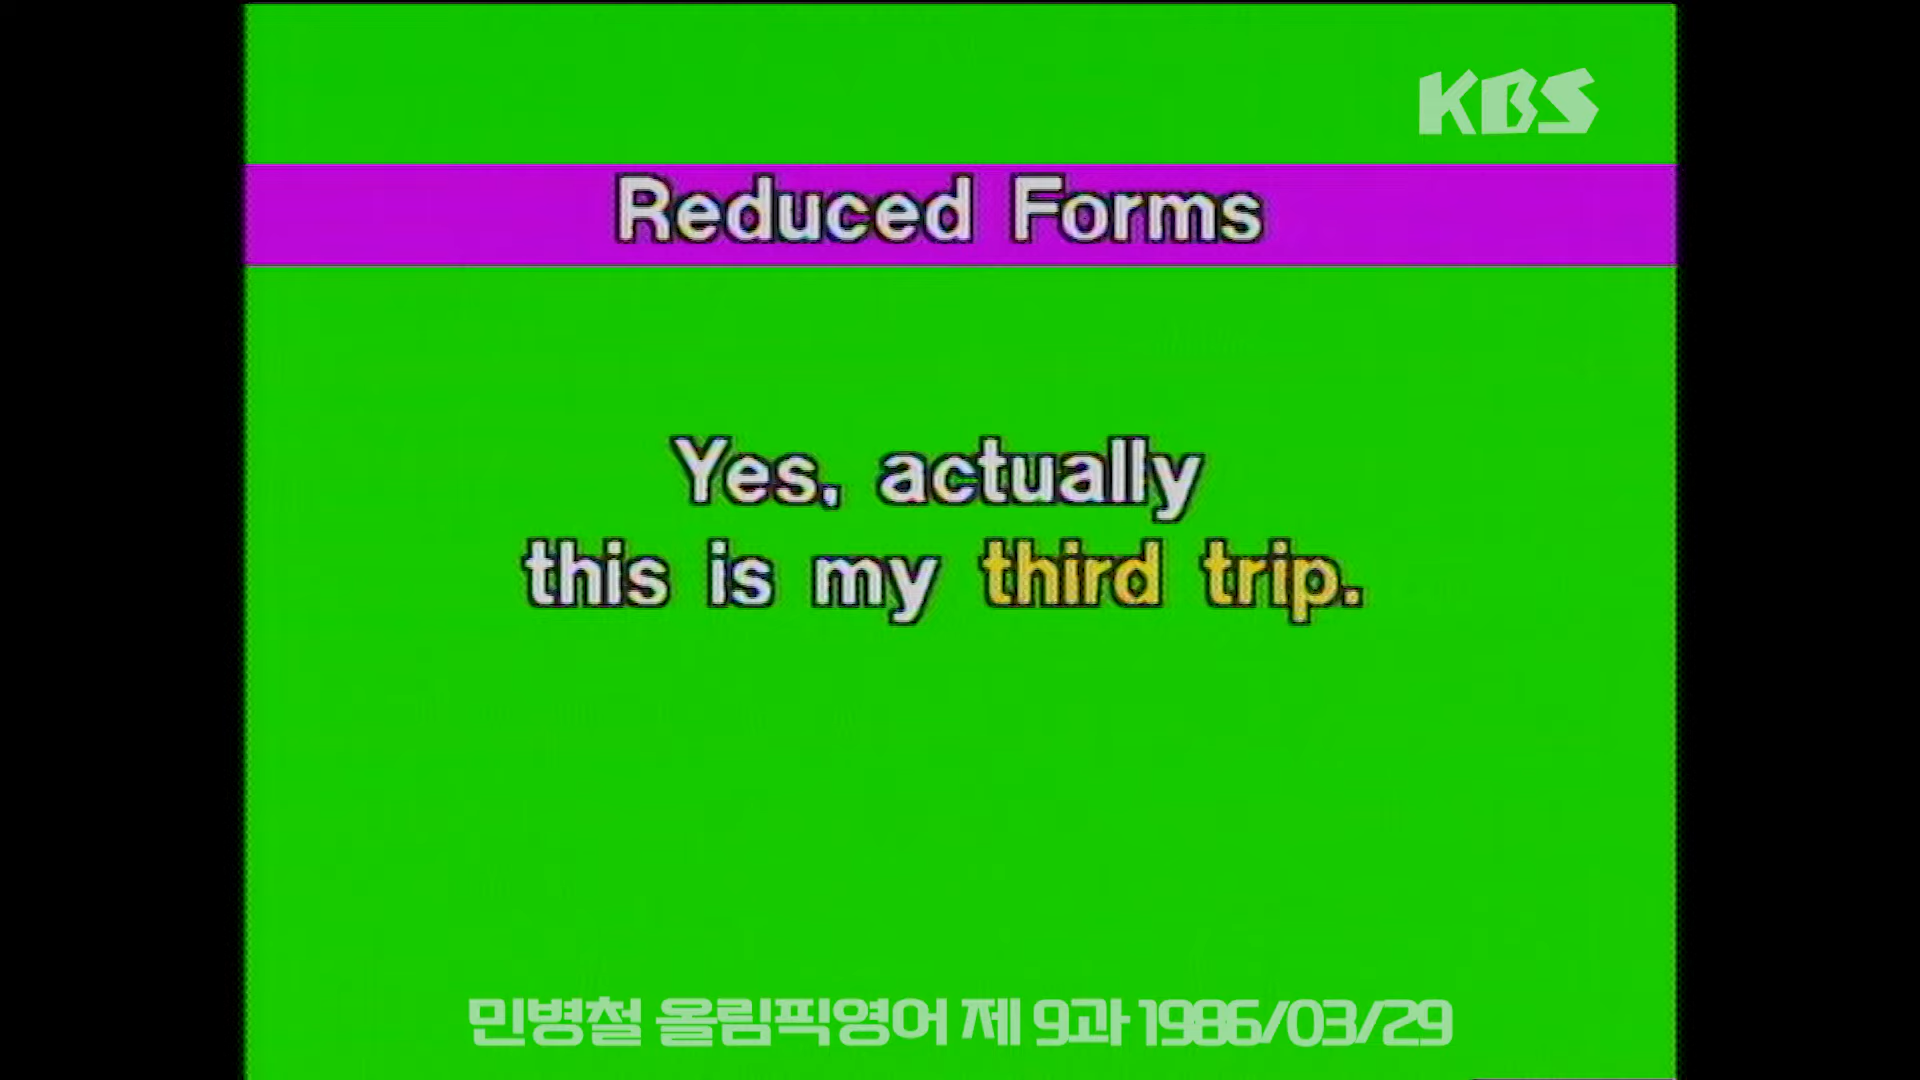 KBS
Reduced Forms
Yes, actually
this is my third trip.
민병철 올림픽영어 제 9과 1986/03/29